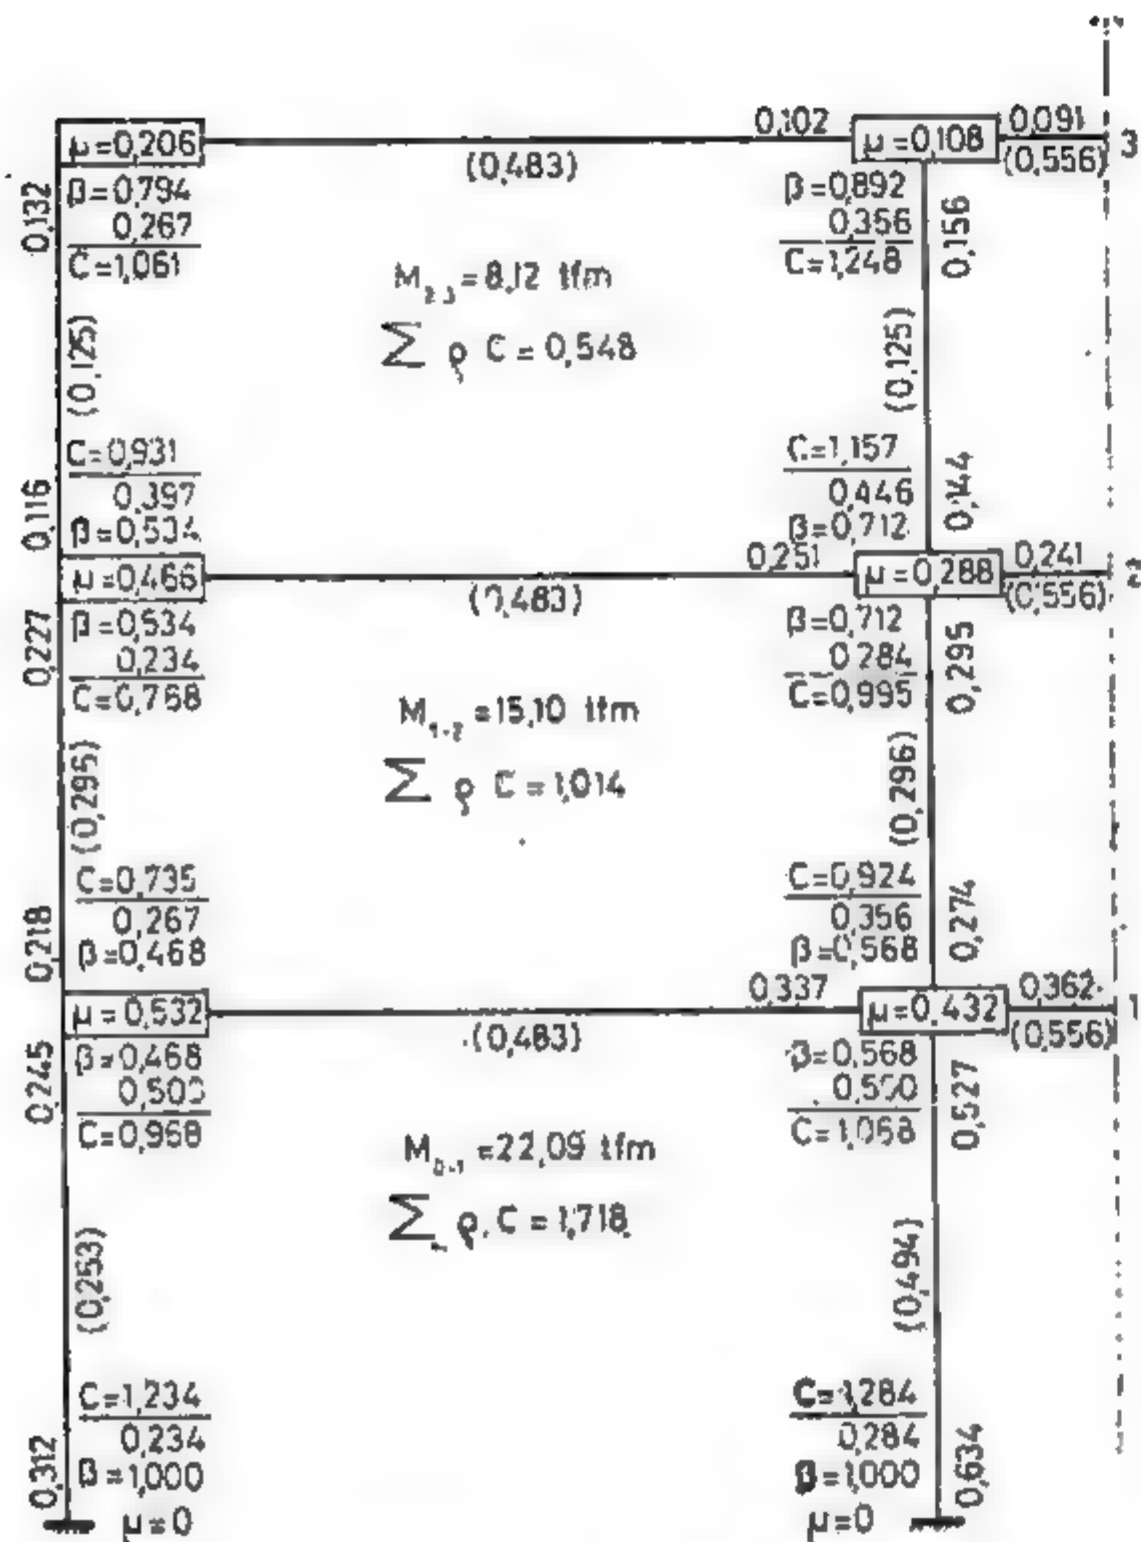 μ=0,206
0,102
μ=0,108
0,091
3
(0,483)
(0,556)
0,132
β=0,794
0,267
C=1,061
β=0,892
0,356
C=1,248
0,156
M₂₋₃=8,12 tfm
∑ ρ C = 0,548
(0,125)
(0,125)
C=0,931
0,397
β=0,534
0,116
C=1,157
0,446
β=0,712
0,144
μ=0,466
0,251
μ=0,288
0,241
2
(0,483)
(0,556)
0,227
β=0,534
0,234
C=0,768
β=0,712
0,284
C=0,995
0,295
M₁₋₂=15,10 tfm
∑ ρ C = 1,014
(0,296)
C=0,735
0,267
β=0,468
0,218
C=0,924
0,356
β=0,568
0,274
μ=0,532
0,337
μ=0,432
0,362
1
(0,483)
(0,556)
0,245
β=0,468
C=0,968
β=0,568
C=1,068
0,527
M₀₋₁=22,09 tfm
∑ ρ. C = 1,718
(0,253)
(0,494)
C=1,234
0,234
β=1,000
μ=0
0,312
C=1,284
0,284
β=1,000
μ=0
0,634